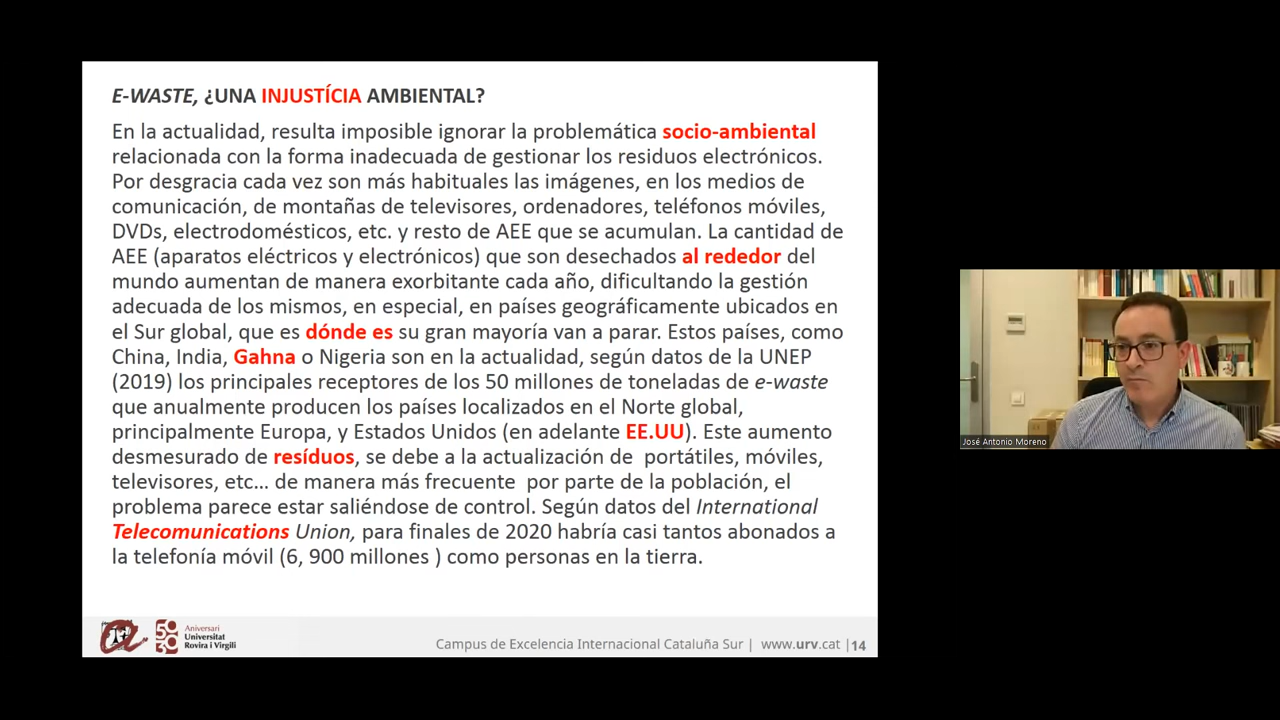 E-WASTE, ¿UNA INJUSTÍCIA AMBIENTAL?
En la actualidad, resulta imposible ignorar la problemática socio-ambiental
relacionada con la forma inadecuada de gestionar los residuos electrónicos.
Por desgracia cada vez son más habituales las imágenes, en los medios de
comunicación, de montañas de televisores, ordenadores, teléfonos móviles,
DVDs, electrodomésticos, etc. y resto de AEE que se acumulan. La cantidad de
AEE (aparatos eléctricos y electrónicos) que son desechados al rededor del
mundo aumentan de manera exorbitante cada año, dificultando la gestión
adecuada de los mismos, en especial, en países geográficamente ubicados en
el Sur global, que es dónde es su gran mayoría van a parar. Estos países, como
China, India, Gahna o Nigeria son en la actualidad, según datos de la UNEP
(2019) los principales receptores de los 50 millones de toneladas de e-waste
que anualmente producen los países localizados en el Norte global,
principalmente Europa, y Estados Unidos (en adelante EE.UU). Este aumento
desmesurado de resíduos, se debe a la actualización de portátiles, móviles,
televisores, etc… de manera más frecuente por parte de la población, el
problema parece estar saliéndose de control. Según datos del International
Telecomunications Union, para finales de 2020 habría casi tantos abonados a
la telefonía móvil (6, 900 millones ) como personas en la tierra.
Aniversari
Universitat
Rovira i Virgili
Campus de Excelencia Internacional Cataluña Sur | www.urv.cat |14
José Antonio Moreno